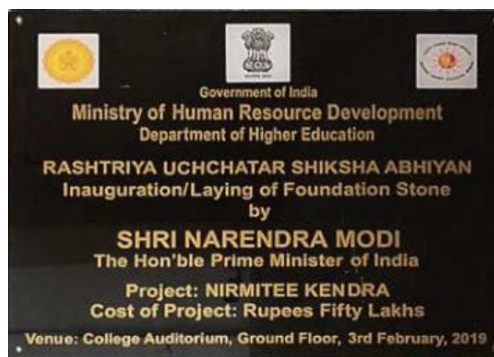 Government of India
Ministry of Human Resource Development
Department of Higher Education
RASHTRIYA UCHCHATAR SHIKSHA ABHIYAN
Inauguration/Laying of Foundation Stone
by
SHRI NARENDRA MODI
The Hon'ble Prime Minister of India
Project: NIRMITEE KENDRA
Cost of Project: Rupees Fifty Lakhs
Venue: College Auditorium, Ground Floor, 3rd February, 2019